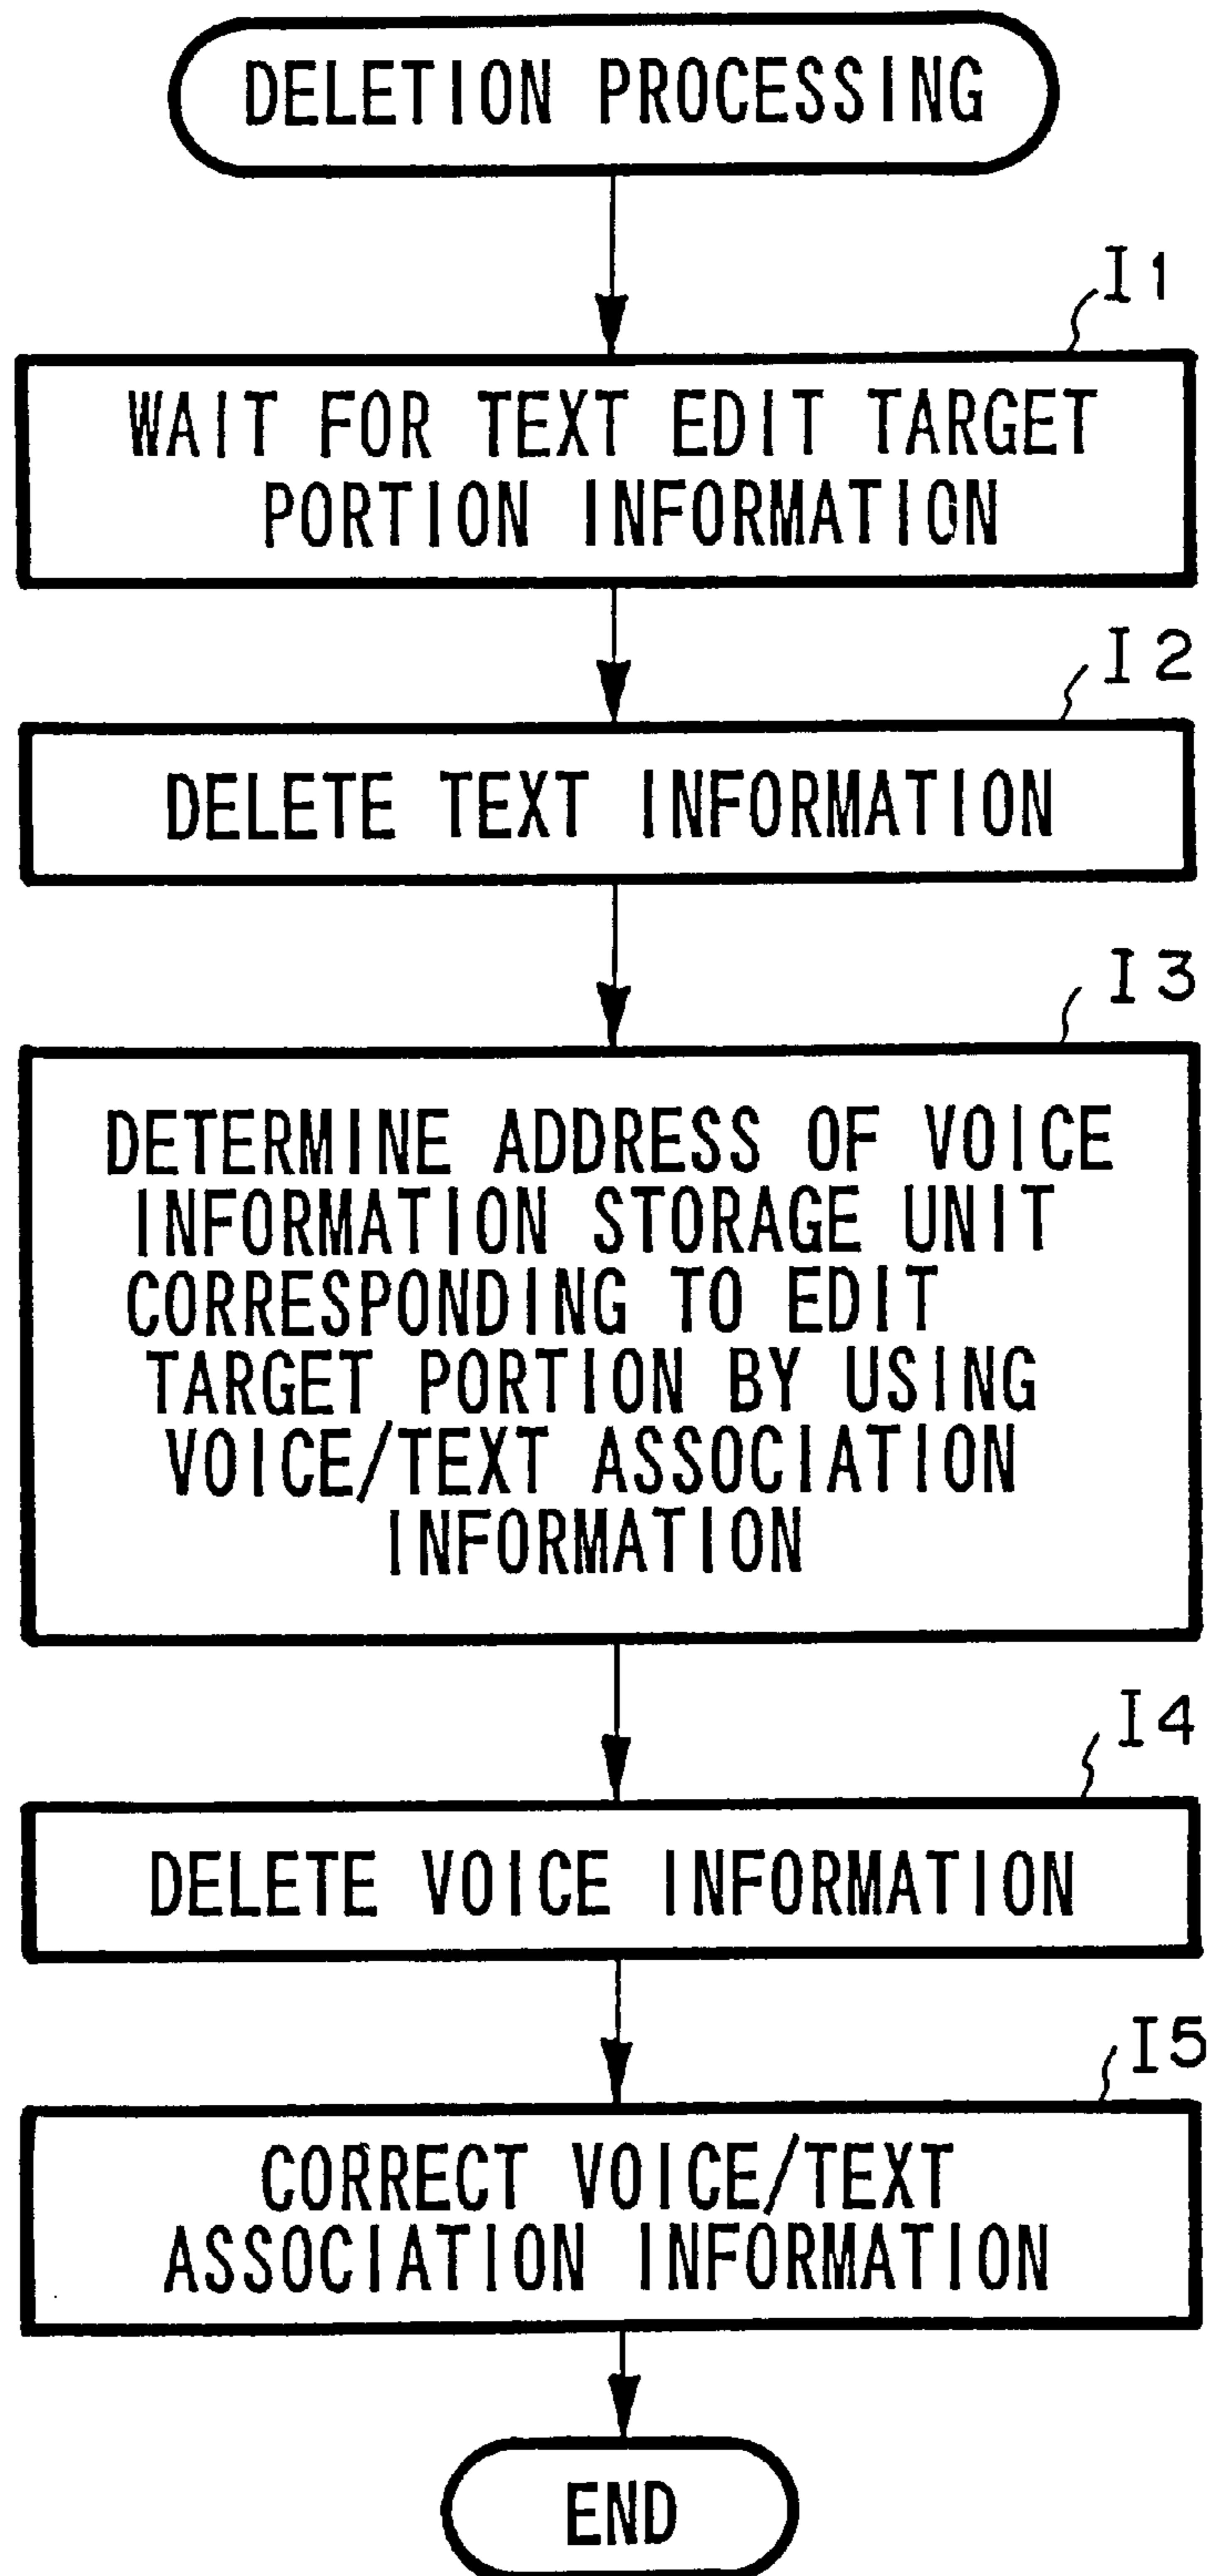 DELETION PROCESSING
I1
WAIT FOR TEXT EDIT TARGET
PORTION INFORMATION
I2
DELETE TEXT INFORMATION
I3
DETERMINE ADDRESS OF VOICE
INFORMATION STORAGE UNIT
CORRESPONDING TO EDIT
TARGET PORTION BY USING
VOICE/TEXT ASSOCIATION
INFORMATION
I4
DELETE VOICE INFORMATION
I5
CORRECT VOICE/TEXT
ASSOCIATION INFORMATION
END